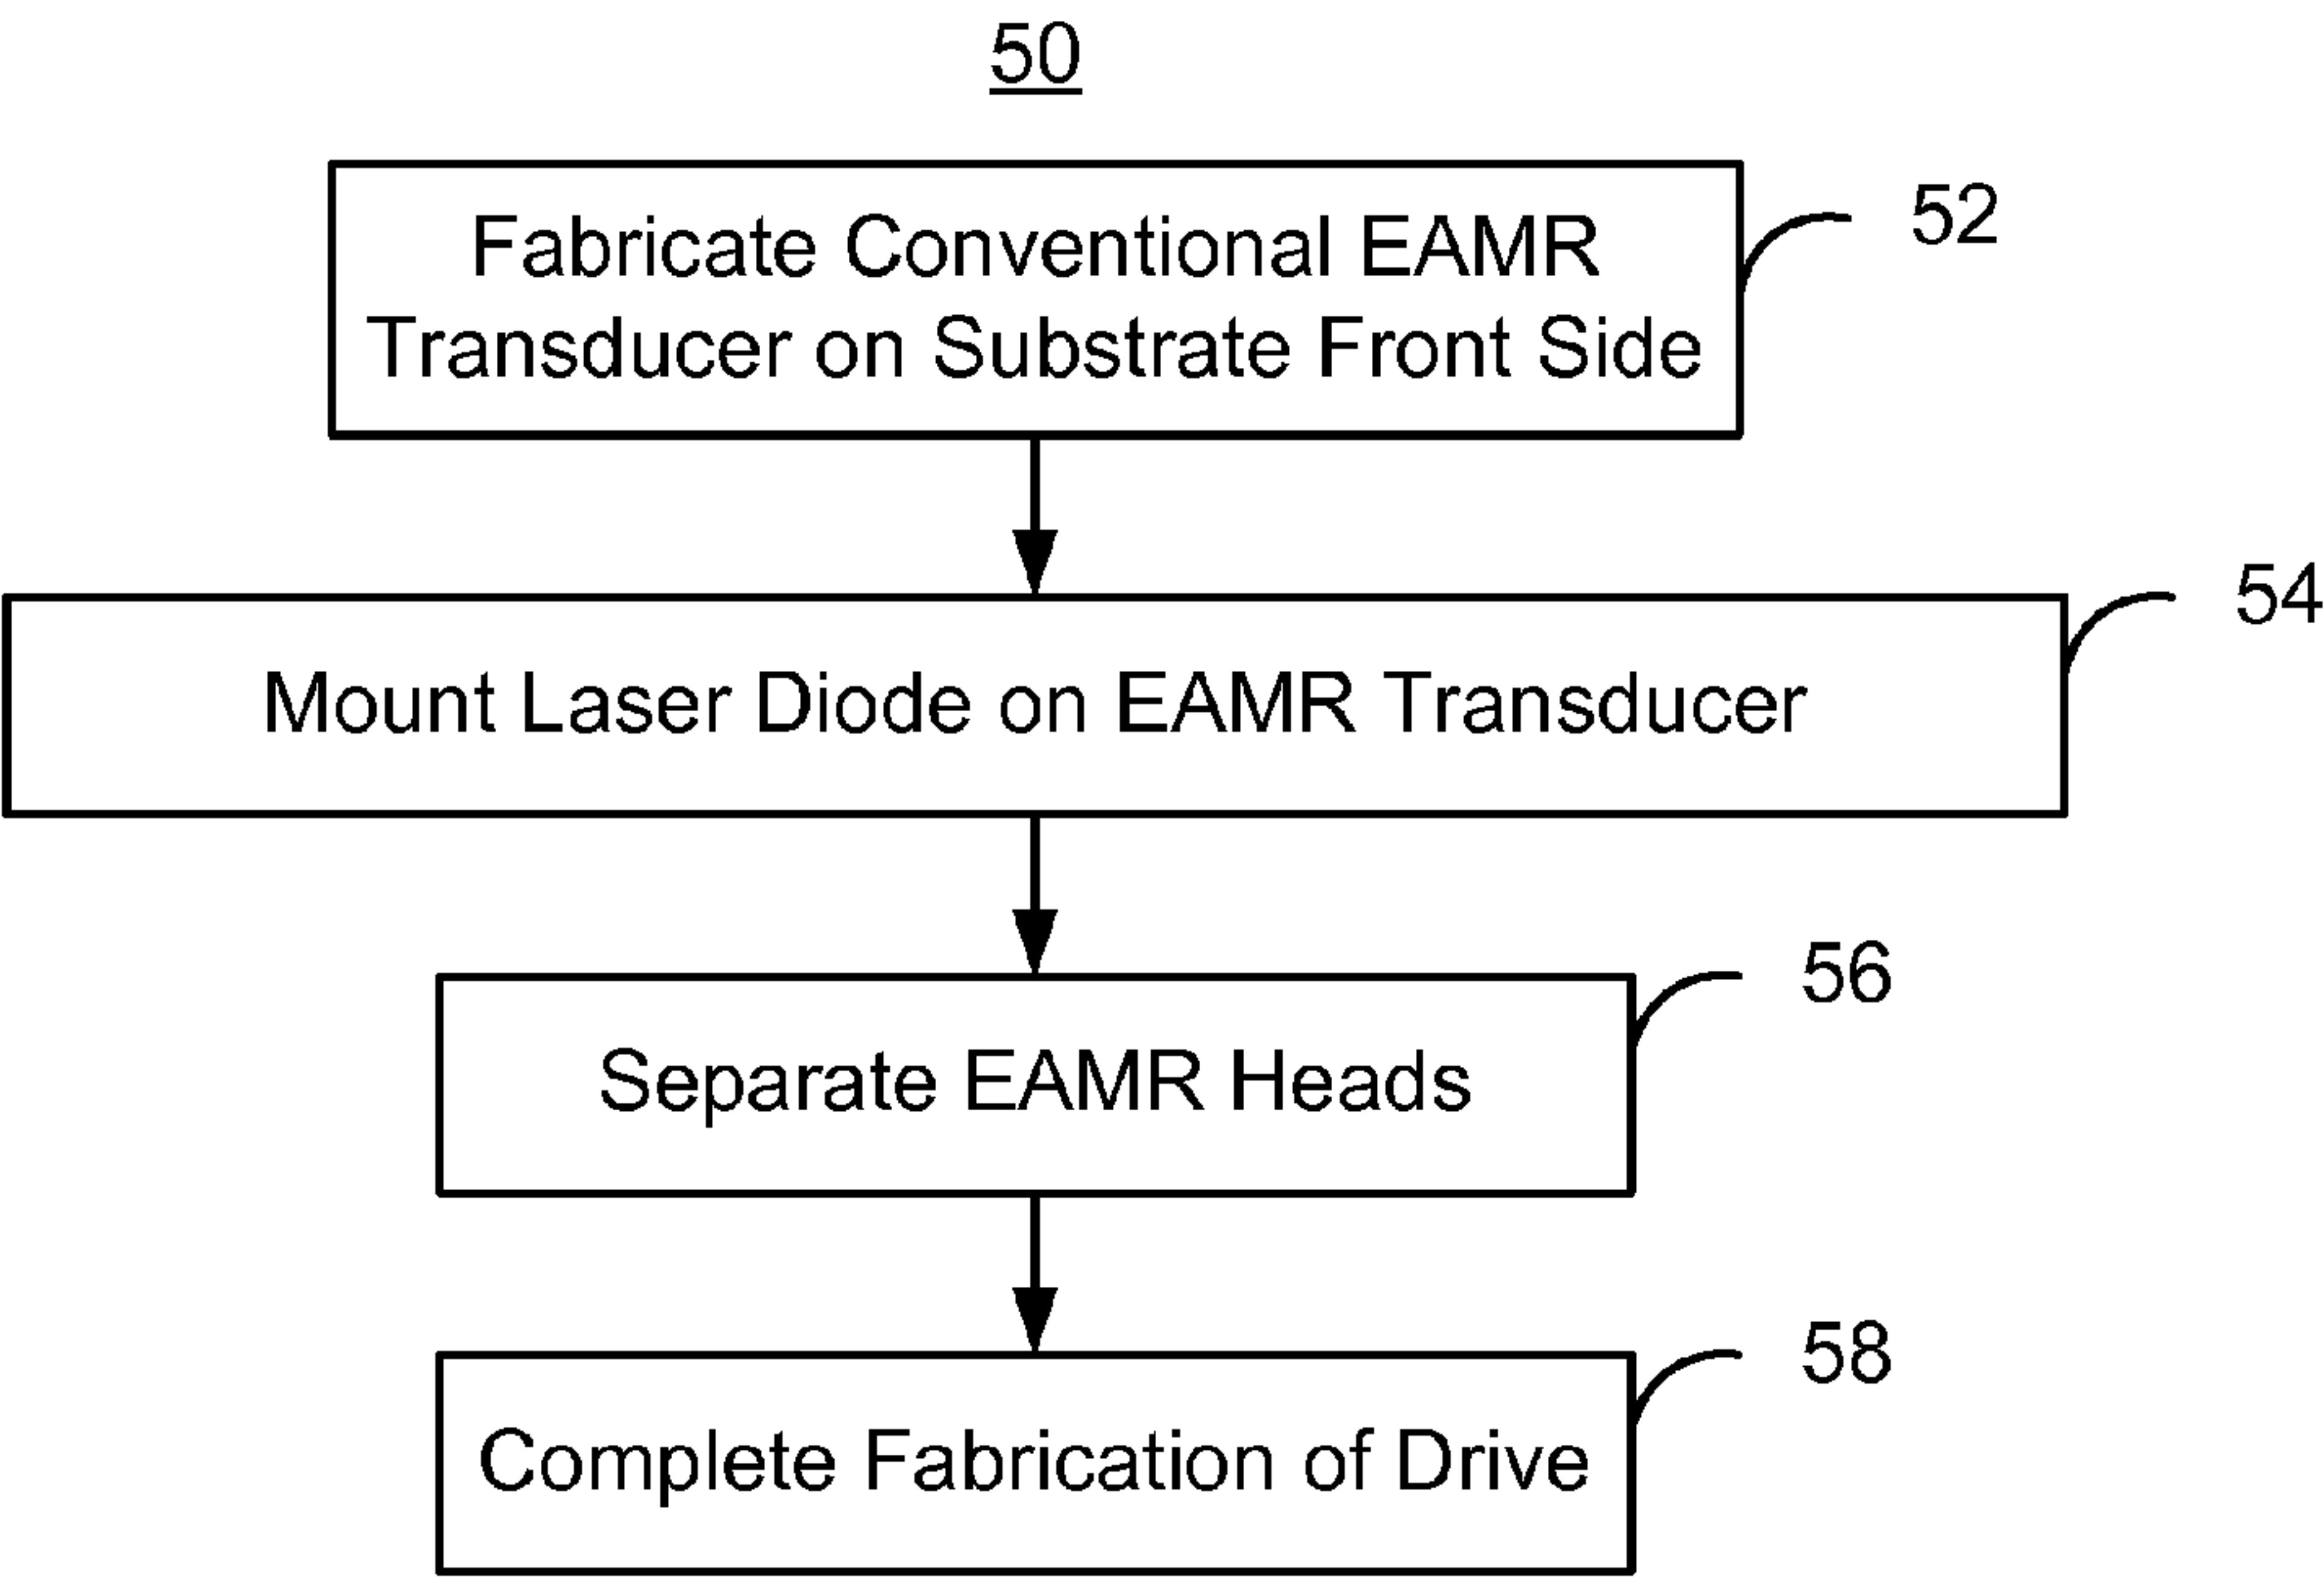 50
Fabricate Conventional EAMR
Transducer on Substrate Front Side
52
Mount Laser Diode on EAMR Transducer
54
Separate EAMR Heads
56
Complete Fabrication of Drive
58